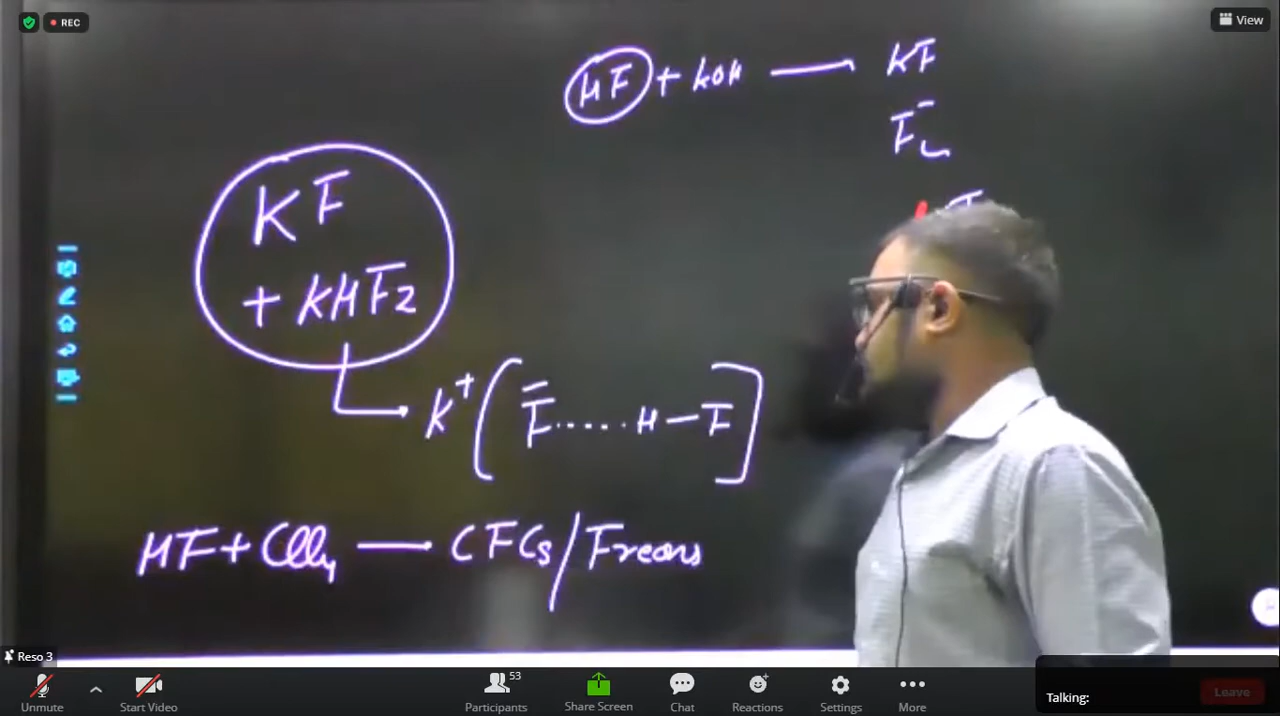 REC
View
HF + KOH ⟶ KF
F⁻
KF
+ KHF2
K⁺ [F⁻ ..... H — F]
HF + CCl4 ⟶ CFCs / Freons
Reso 3
Unmute
Start Video
53
Participants
Share Screen
Chat
Reactions
Settings
More
Talking:
Leave